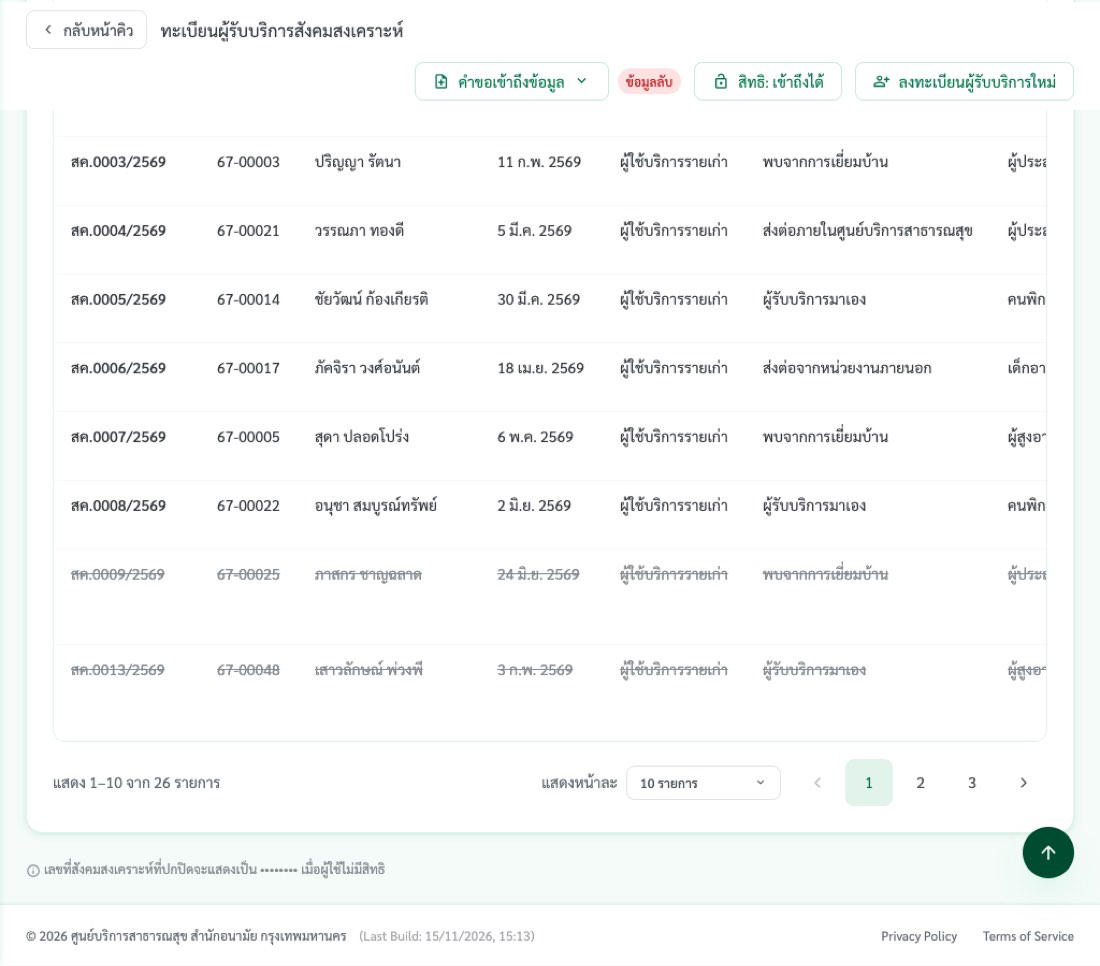 กลับหน้าคิว ทะเบียนผู้รับบริการสังคมสงเคราะห์
คำขอเข้าถึงข้อมูล ข้อมูลลับ สิทธิ: เข้าถึงได้ ลงทะเบียนผู้รับบริการใหม่
สค.0003/2569 67-00003 ปริญญา รัตนา 11 ก.พ. 2569 ผู้ใช้บริการรายเก่า พบจากการเยี่ยมบ้าน
สค.0004/2569 67-00021 วรรณภา ทองดี 5 มี.ค. 2569 ผู้ใช้บริการรายเก่า ส่งต่อภายในศูนย์บริการสาธารณสุข
สค.0005/2569 67-00014 ชัยวัฒน์ ก้องเกียรติ 30 มี.ค. 2569 ผู้ใช้บริการรายเก่า ผู้รับบริการมาเอง คนพิก
สค.0006/2569 67-00017 ภัคจิรา วงศ์อนันต์ 18 เม.ย. 2569 ผู้ใช้บริการรายเก่า ส่งต่อจากหน่วยงานภายนอก เด็กอา
สค.0007/2569 67-00005 สุดา ปลอดโปร่ง 6 พ.ค. 2569 ผู้ใช้บริการรายเก่า พบจากการเยี่ยมบ้าน ผู้สูงอา
สค.0008/2569 67-00022 อนุชา สมบูรณ์ทรัพย์ 2 มิ.ย. 2569 ผู้ใช้บริการรายเก่า ผู้รับบริการมาเอง คนพิก
สค.0009/2569 67-00025 ภาสกร ชาญฉลาด 24 มิ.ย. 2569 ผู้ใช้บริการรายเก่า พบจากการเยี่ยมบ้าน
สค.0013/2569 67-00048 เสาวลักษณ์ พ่วงพี 3 ก.พ. 2569 ผู้ใช้บริการรายเก่า ผู้รับบริการมาเอง ผู้สูงอา
แสดง 1–10 จาก 26 รายการ แสดงหน้าละ 10 รายการ 1 2 3
เลขที่สังคมสงเคราะห์ที่ปกปิดจะแสดงเป็น •••••••• เมื่อผู้ใช้ไม่มีสิทธิ
© 2026 ศูนย์บริการสาธารณสุข สำนักอนามัย กรุงเทพมหานคร (Last Build: 15/11/2026, 15:13) Privacy Policy Terms of Service